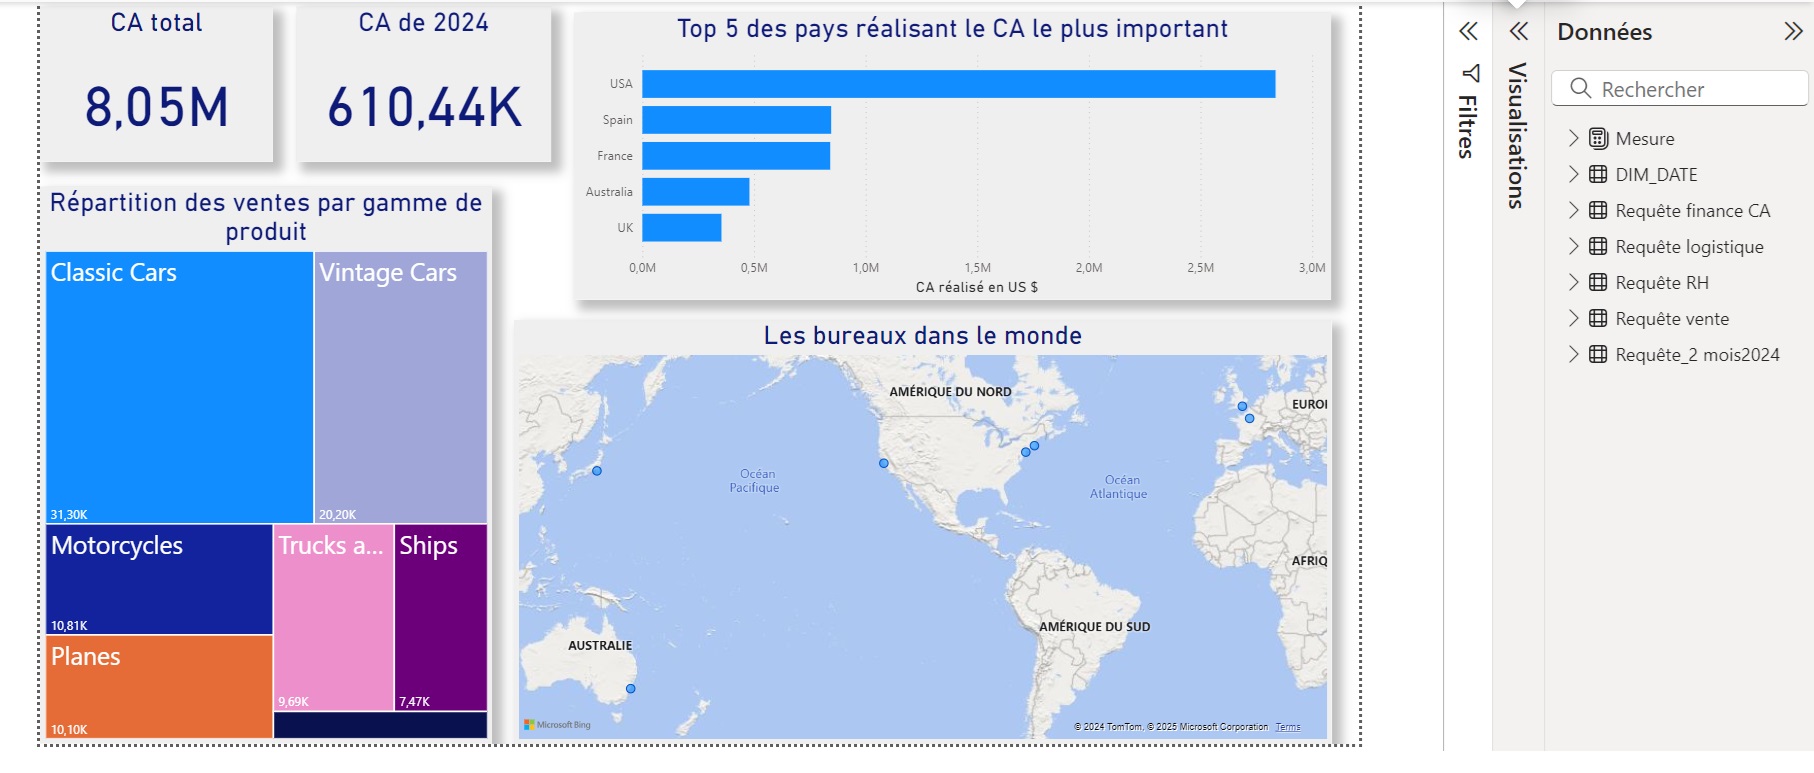 CA total
8,05M
CA de 2024
610,44K
Top 5 des pays réalisant le CA le plus important
USA
Spain
France
Australia
UK
0,0M
0,5M
1,0M
1,5M
2,0M
2,5M
3,0M
CA réalisé en US $
Répartition des ventes par gamme de
produit
Classic Cars
31,30K
Vintage Cars
20,20K
Motorcycles
10,81K
Planes
10,10K
Trucks a...
9,69K
Ships
7,47K
Les bureaux dans le monde
AMÉRIQUE DU NORD
EUROI
Océan
Pacifique
Océan
Atlantique
AFRIQ
AMÉRIQUE DU SUD
AUSTRALIE
Microsoft Bing
© 2024 TomTom, © 2025 Microsoft Corporation Terms
Filtres
Visualisations
Données
Rechercher
Mesure
DIM_DATE
Requête finance CA
Requête logistique
Requête RH
Requête vente
Requête_2 mois2024